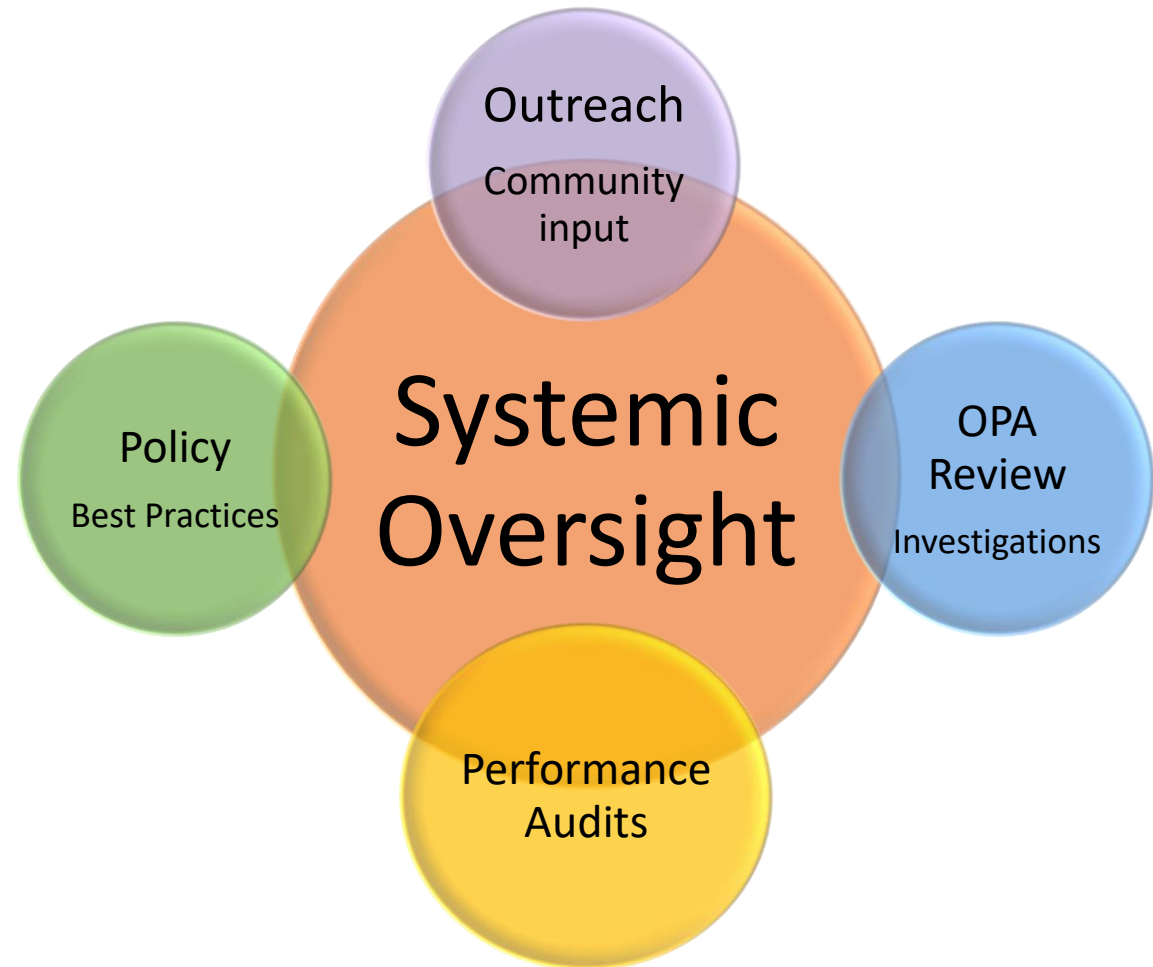 Outreach
Community
input
Systemic
Oversight
Policy
Best Practices
OPA
Review
Investigations
Performance
Audits